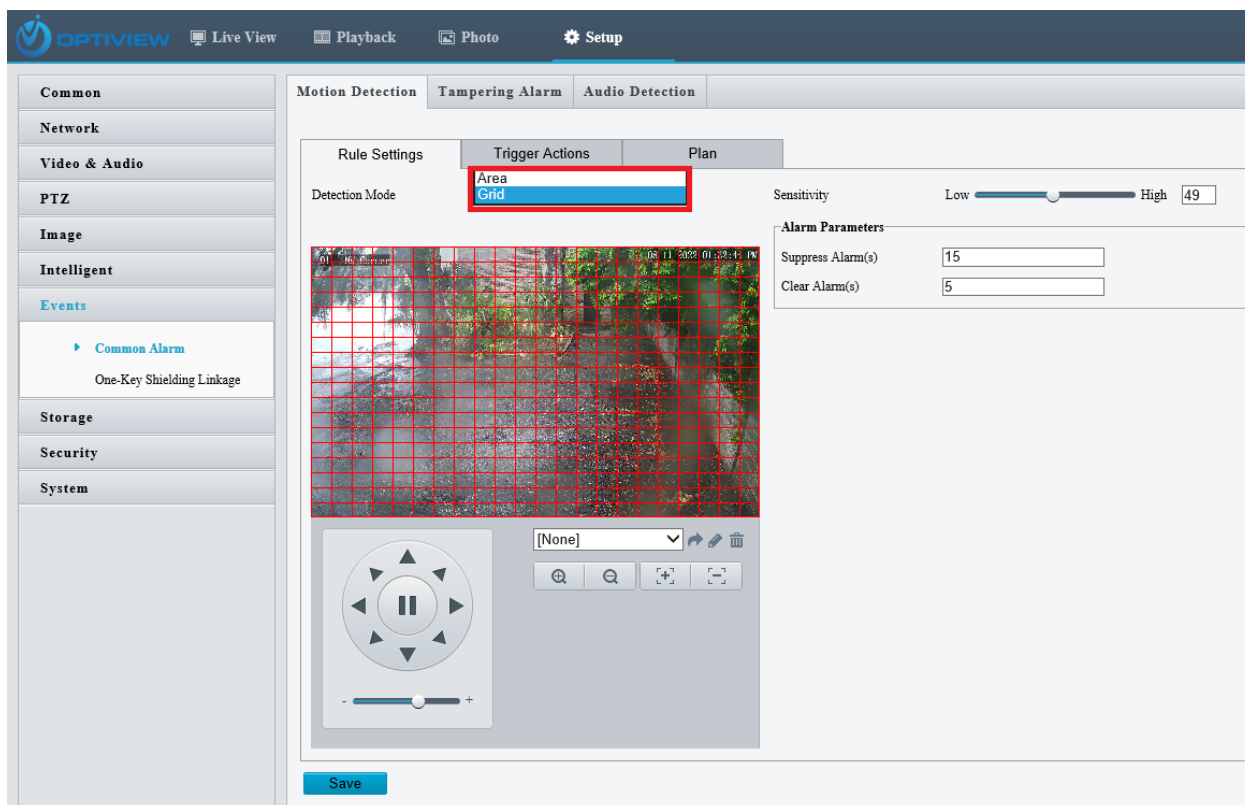 OPTIVIEW Live View Playback Photo Setup
Common
Network
Video & Audio
PTZ
Image
Intelligent
Events
Common Alarm
One-Key Shielding Linkage
Storage
Security
System
Motion Detection Tampering Alarm Audio Detection
Rule Settings Trigger Actions Plan
Detection Mode
Area
Grid
Sensitivity Low High 49
Alarm Parameters
Suppress Alarm(s) 15
Clear Alarm(s) 5
[None]
- +
Save